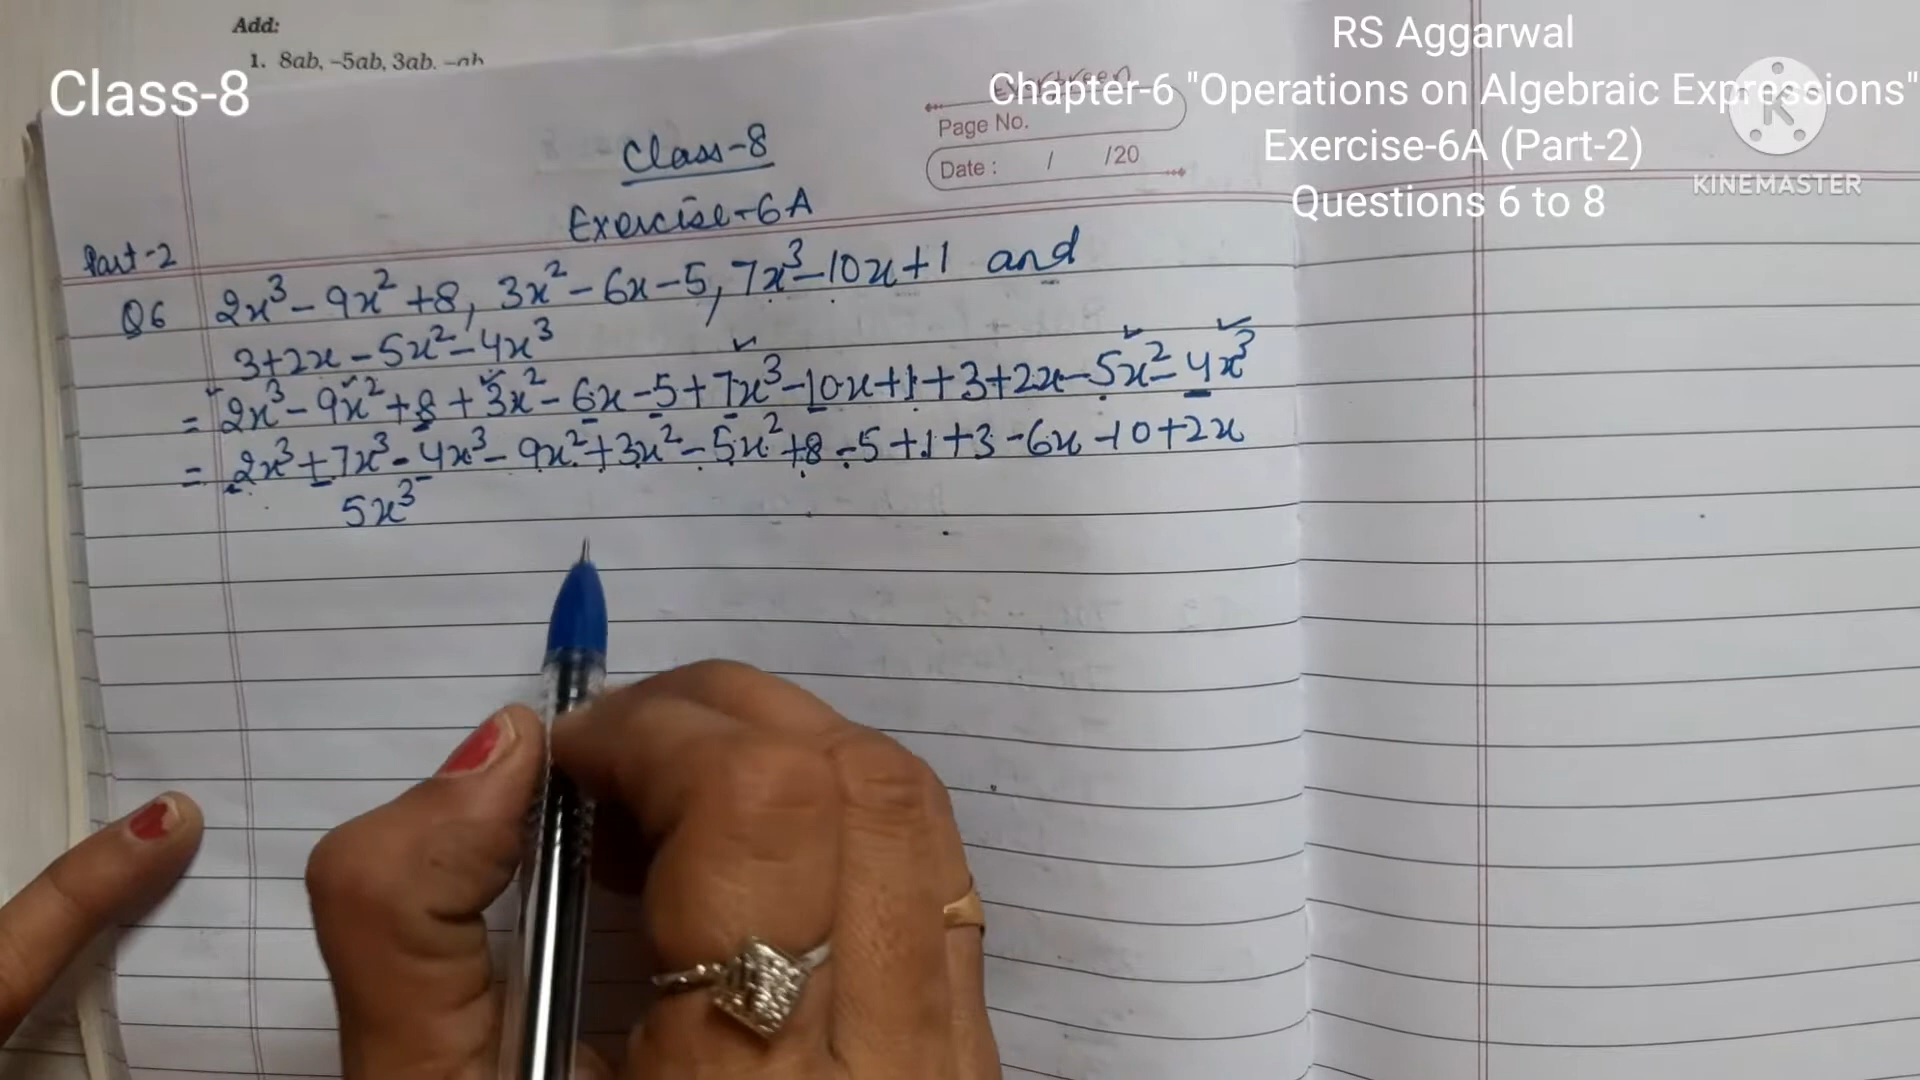 Add:
1. 8ab, –5ab, 3ab, –ab
Class-8
RS Aggarwal
Chapter-6 "Operations on Algebraic Expressions"
Exercise-6A (Part-2)
Questions 6 to 8
K
KINEMASTER
Evergreen
Page No.
Date : / /20
Class-8
Exercise-6A
Part-2
Q6 2x³ - 9x² + 8, 3x² - 6x - 5, 7x³ - 10x + 1 and
3 + 2x - 5x² - 4x³
= 2x³ - 9x² + 8 + 3x² - 6x - 5 + 7x³ - 10x + 1 + 3 + 2x - 5x² - 4x³
= 2x³ + 7x³ - 4x³ - 9x² + 3x² - 5x² + 8 - 5 + 1 + 3 - 6x - 10 + 2x
5x³